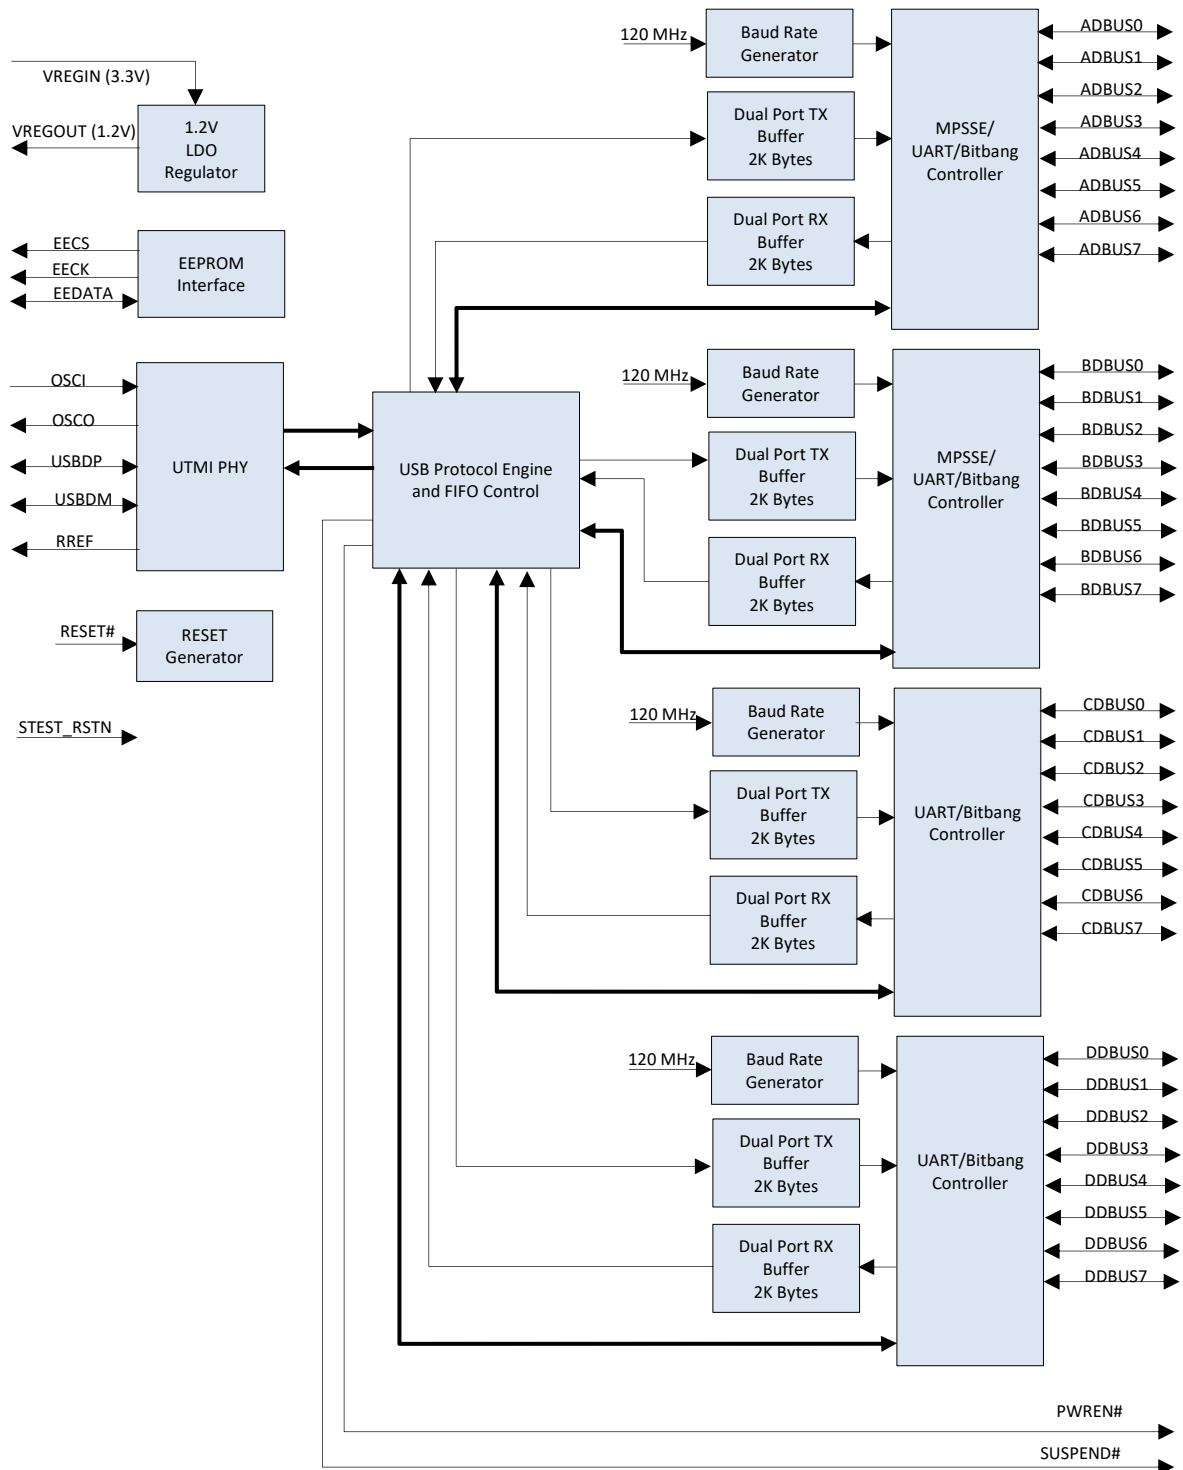 VREGIN (3.3V)
VREGOUT (1.2V)
1.2V
LDO
Regulator
EECS
EECK
EEDATA
EEPROM
Interface
OSCI
OSCO
USBDP
USBDM
RREF
UTMI PHY
RESET#
RESET
Generator
STEST_RSTN
USB Protocol Engine
and FIFO Control
120 MHz
Baud Rate
Generator
Dual Port TX
Buffer
2K Bytes
Dual Port RX
Buffer
2K Bytes
MPSSE/
UART/Bitbang
Controller
ADBUS0
ADBUS1
ADBUS2
ADBUS3
ADBUS4
ADBUS5
ADBUS6
ADBUS7
120 MHz
Baud Rate
Generator
Dual Port TX
Buffer
2K Bytes
Dual Port RX
Buffer
2K Bytes
MPSSE/
UART/Bitbang
Controller
BDBUS0
BDBUS1
BDBUS2
BDBUS3
BDBUS4
BDBUS5
BDBUS6
BDBUS7
120 MHz
Baud Rate
Generator
Dual Port TX
Buffer
2K Bytes
Dual Port RX
Buffer
2K Bytes
UART/Bitbang
Controller
CDBUS0
CDBUS1
CDBUS2
CDBUS3
CDBUS4
CDBUS5
CDBUS6
CDBUS7
120 MHz
Baud Rate
Generator
Dual Port TX
Buffer
2K Bytes
Dual Port RX
Buffer
2K Bytes
UART/Bitbang
Controller
DDBUS0
DDBUS1
DDBUS2
DDBUS3
DDBUS4
DDBUS5
DDBUS6
DDBUS7
PWREN#
SUSPEND#